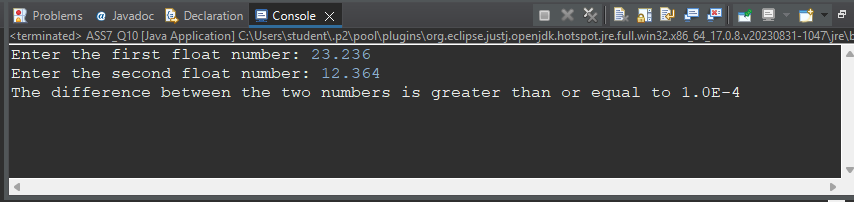 Problems @ Javadoc Declaration Console
<terminated> ASS7_Q10 [Java Application] C:\Users\student\.p2\pool\plugins\org.eclipse.justj.openjdk.hotspot.jre.full.win32.x86_64_17.0.8.v20230831-1047\jre\b
Enter the first float number: 23.236
Enter the second float number: 12.364
The difference between the two numbers is greater than or equal to 1.0E-4